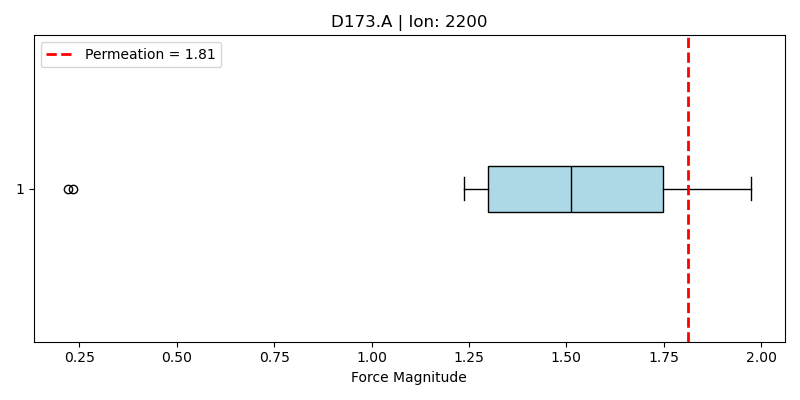 D173.A | Ion: 2200
Permeation = 1.81
1
0.25 0.50 0.75 1.00 1.25 1.50 1.75 2.00
Force Magnitude